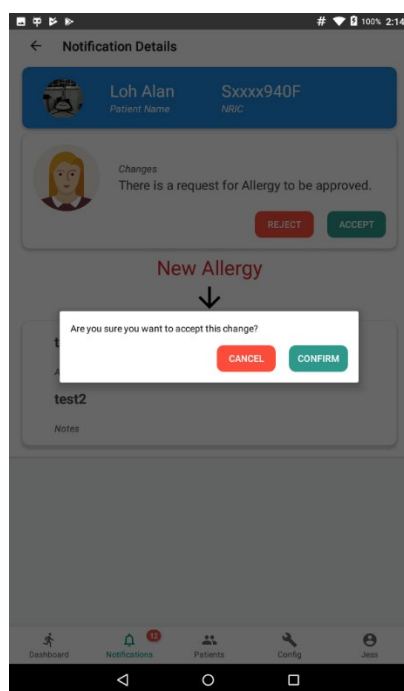 # 100% 2:14
← Notification Details
Loh Alan Sxxxx940F
Patient Name NRIC
Changes
There is a request for Allergy to be approved.
REJECT ACCEPT
New Allergy
Are you sure you want to accept this change?
CANCEL CONFIRM
test2
Notes
12
Dashboard Notifications Patients Config Jess